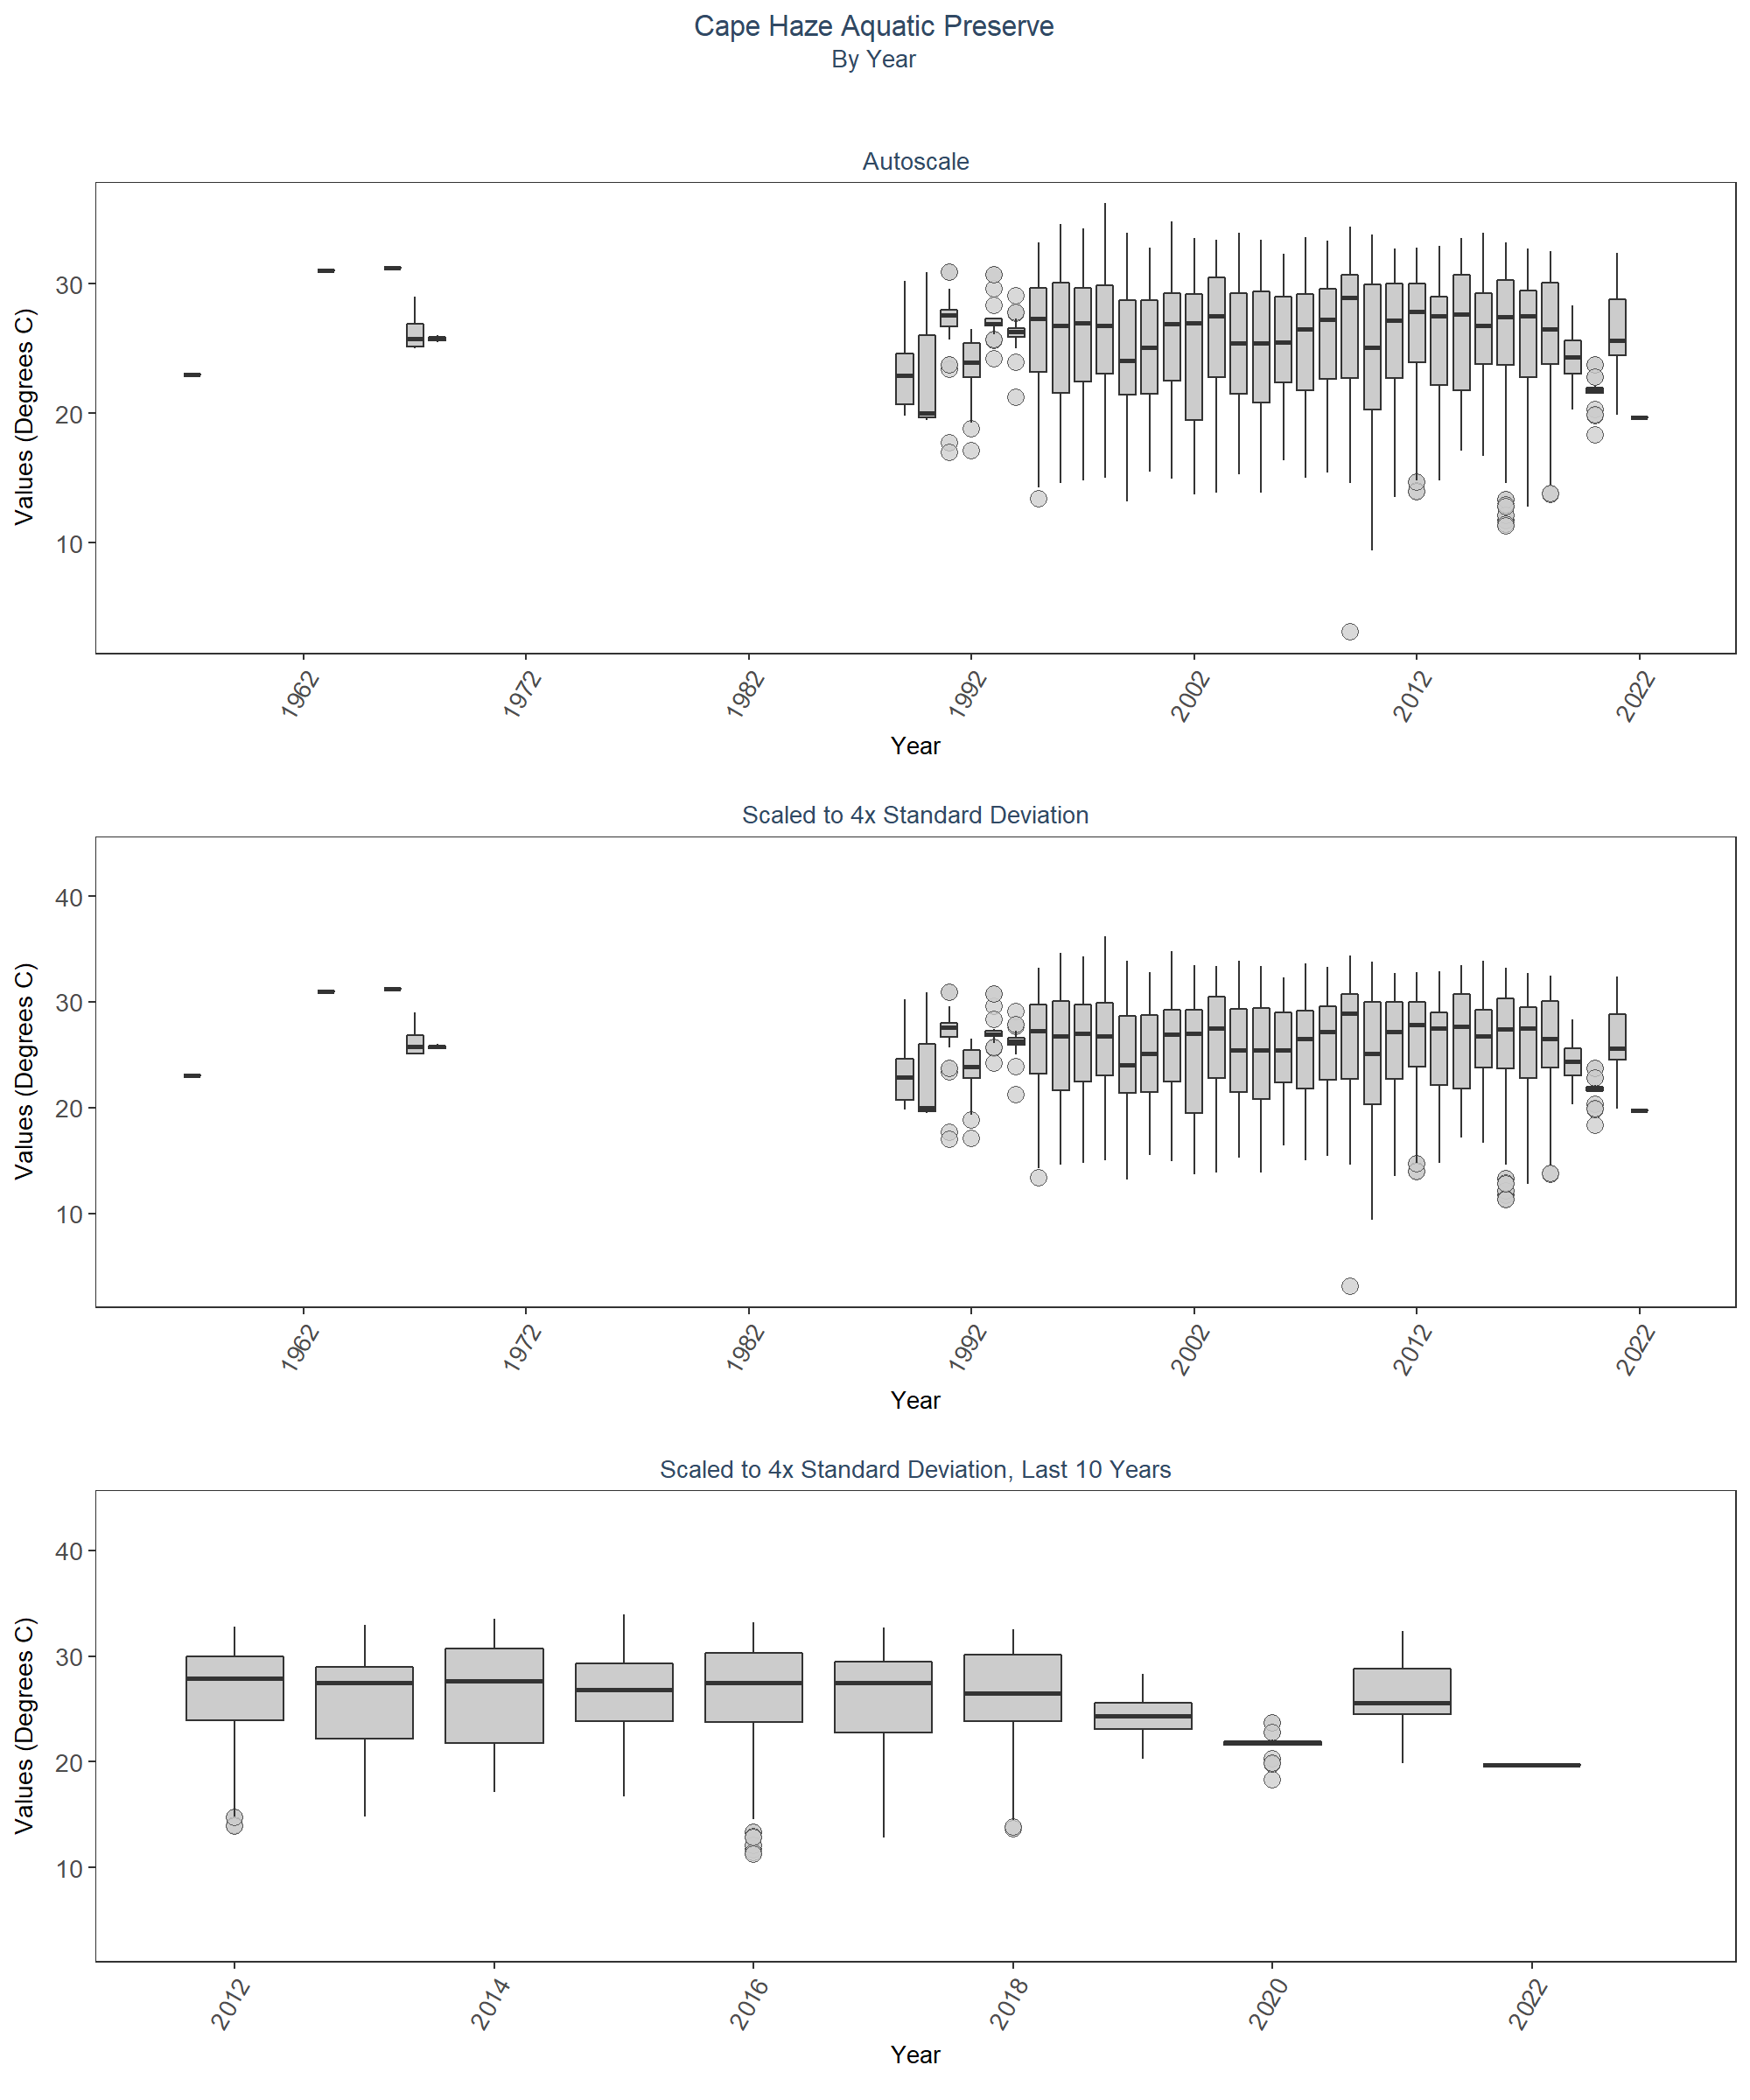 Cape Haze Aquatic Preserve
By Year
Autoscale
Values (Degrees C)
30
20
10
1962
1972
1982
1992
2002
2012
2022
Year
Scaled to 4x Standard Deviation
Values (Degrees C)
40
30
20
10
1962
1972
1982
1992
2002
2012
2022
Year
Scaled to 4x Standard Deviation, Last 10 Years
Values (Degrees C)
40
30
20
10
2012
2014
2016
2018
2020
2022
Year